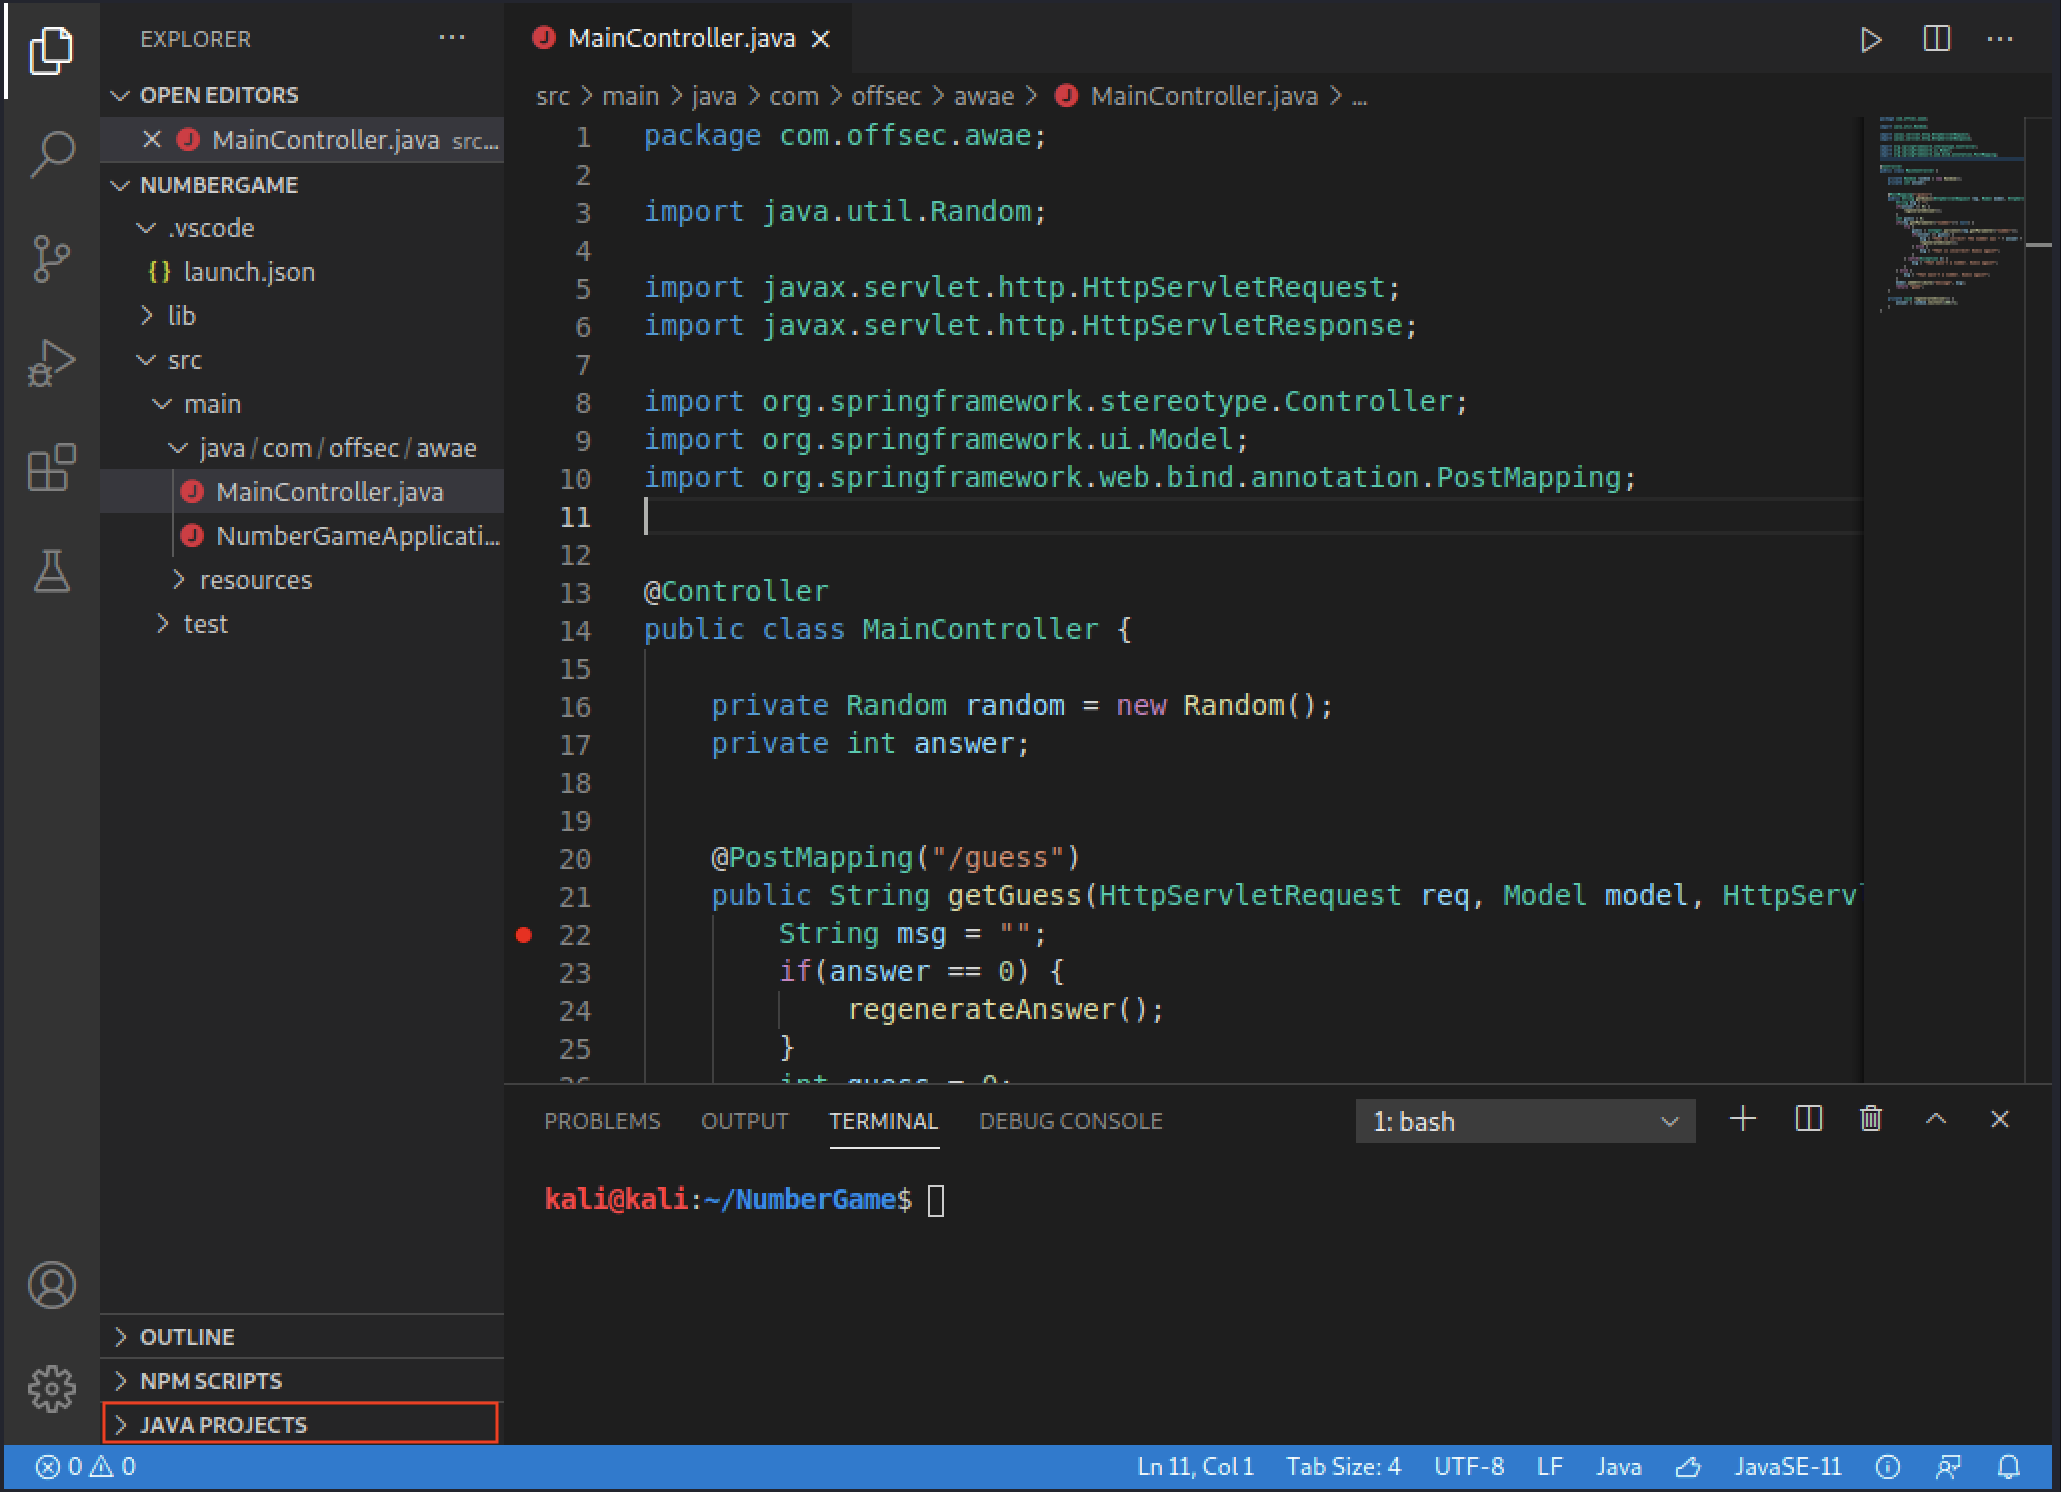 EXPLORER ...
OPEN EDITORS
MainController.java src...
NUMBERGAME
.vscode
{} launch.json
lib
src
main
java/com/offsec/awae
MainController.java
NumberGameApplicati...
resources
test
OUTLINE
NPM SCRIPTS
JAVA PROJECTS
MainController.java
src > main > java > com > offsec > awae > MainController.java > ...
1 package com.offsec.awae;
2
3 import java.util.Random;
4
5 import javax.servlet.http.HttpServletRequest;
6 import javax.servlet.http.HttpServletResponse;
7
8 import org.springframework.stereotype.Controller;
9 import org.springframework.ui.Model;
10 import org.springframework.web.bind.annotation.PostMapping;
11
12
13 @Controller
14 public class MainController {
15
16 private Random random = new Random();
17 private int answer;
18
19
20 @PostMapping("/guess")
21 public String getGuess(HttpServletRequest req, Model model, HttpServl
22 String msg = "";
23 if(answer == 0) {
24 regenerateAnswer();
25 }
26 int guess = 0;
PROBLEMS OUTPUT TERMINAL DEBUG CONSOLE 1: bash
kali@kali:~/NumberGame$
0 0 Ln 11, Col 1 Tab Size: 4 UTF-8 LF Java JavaSE-11